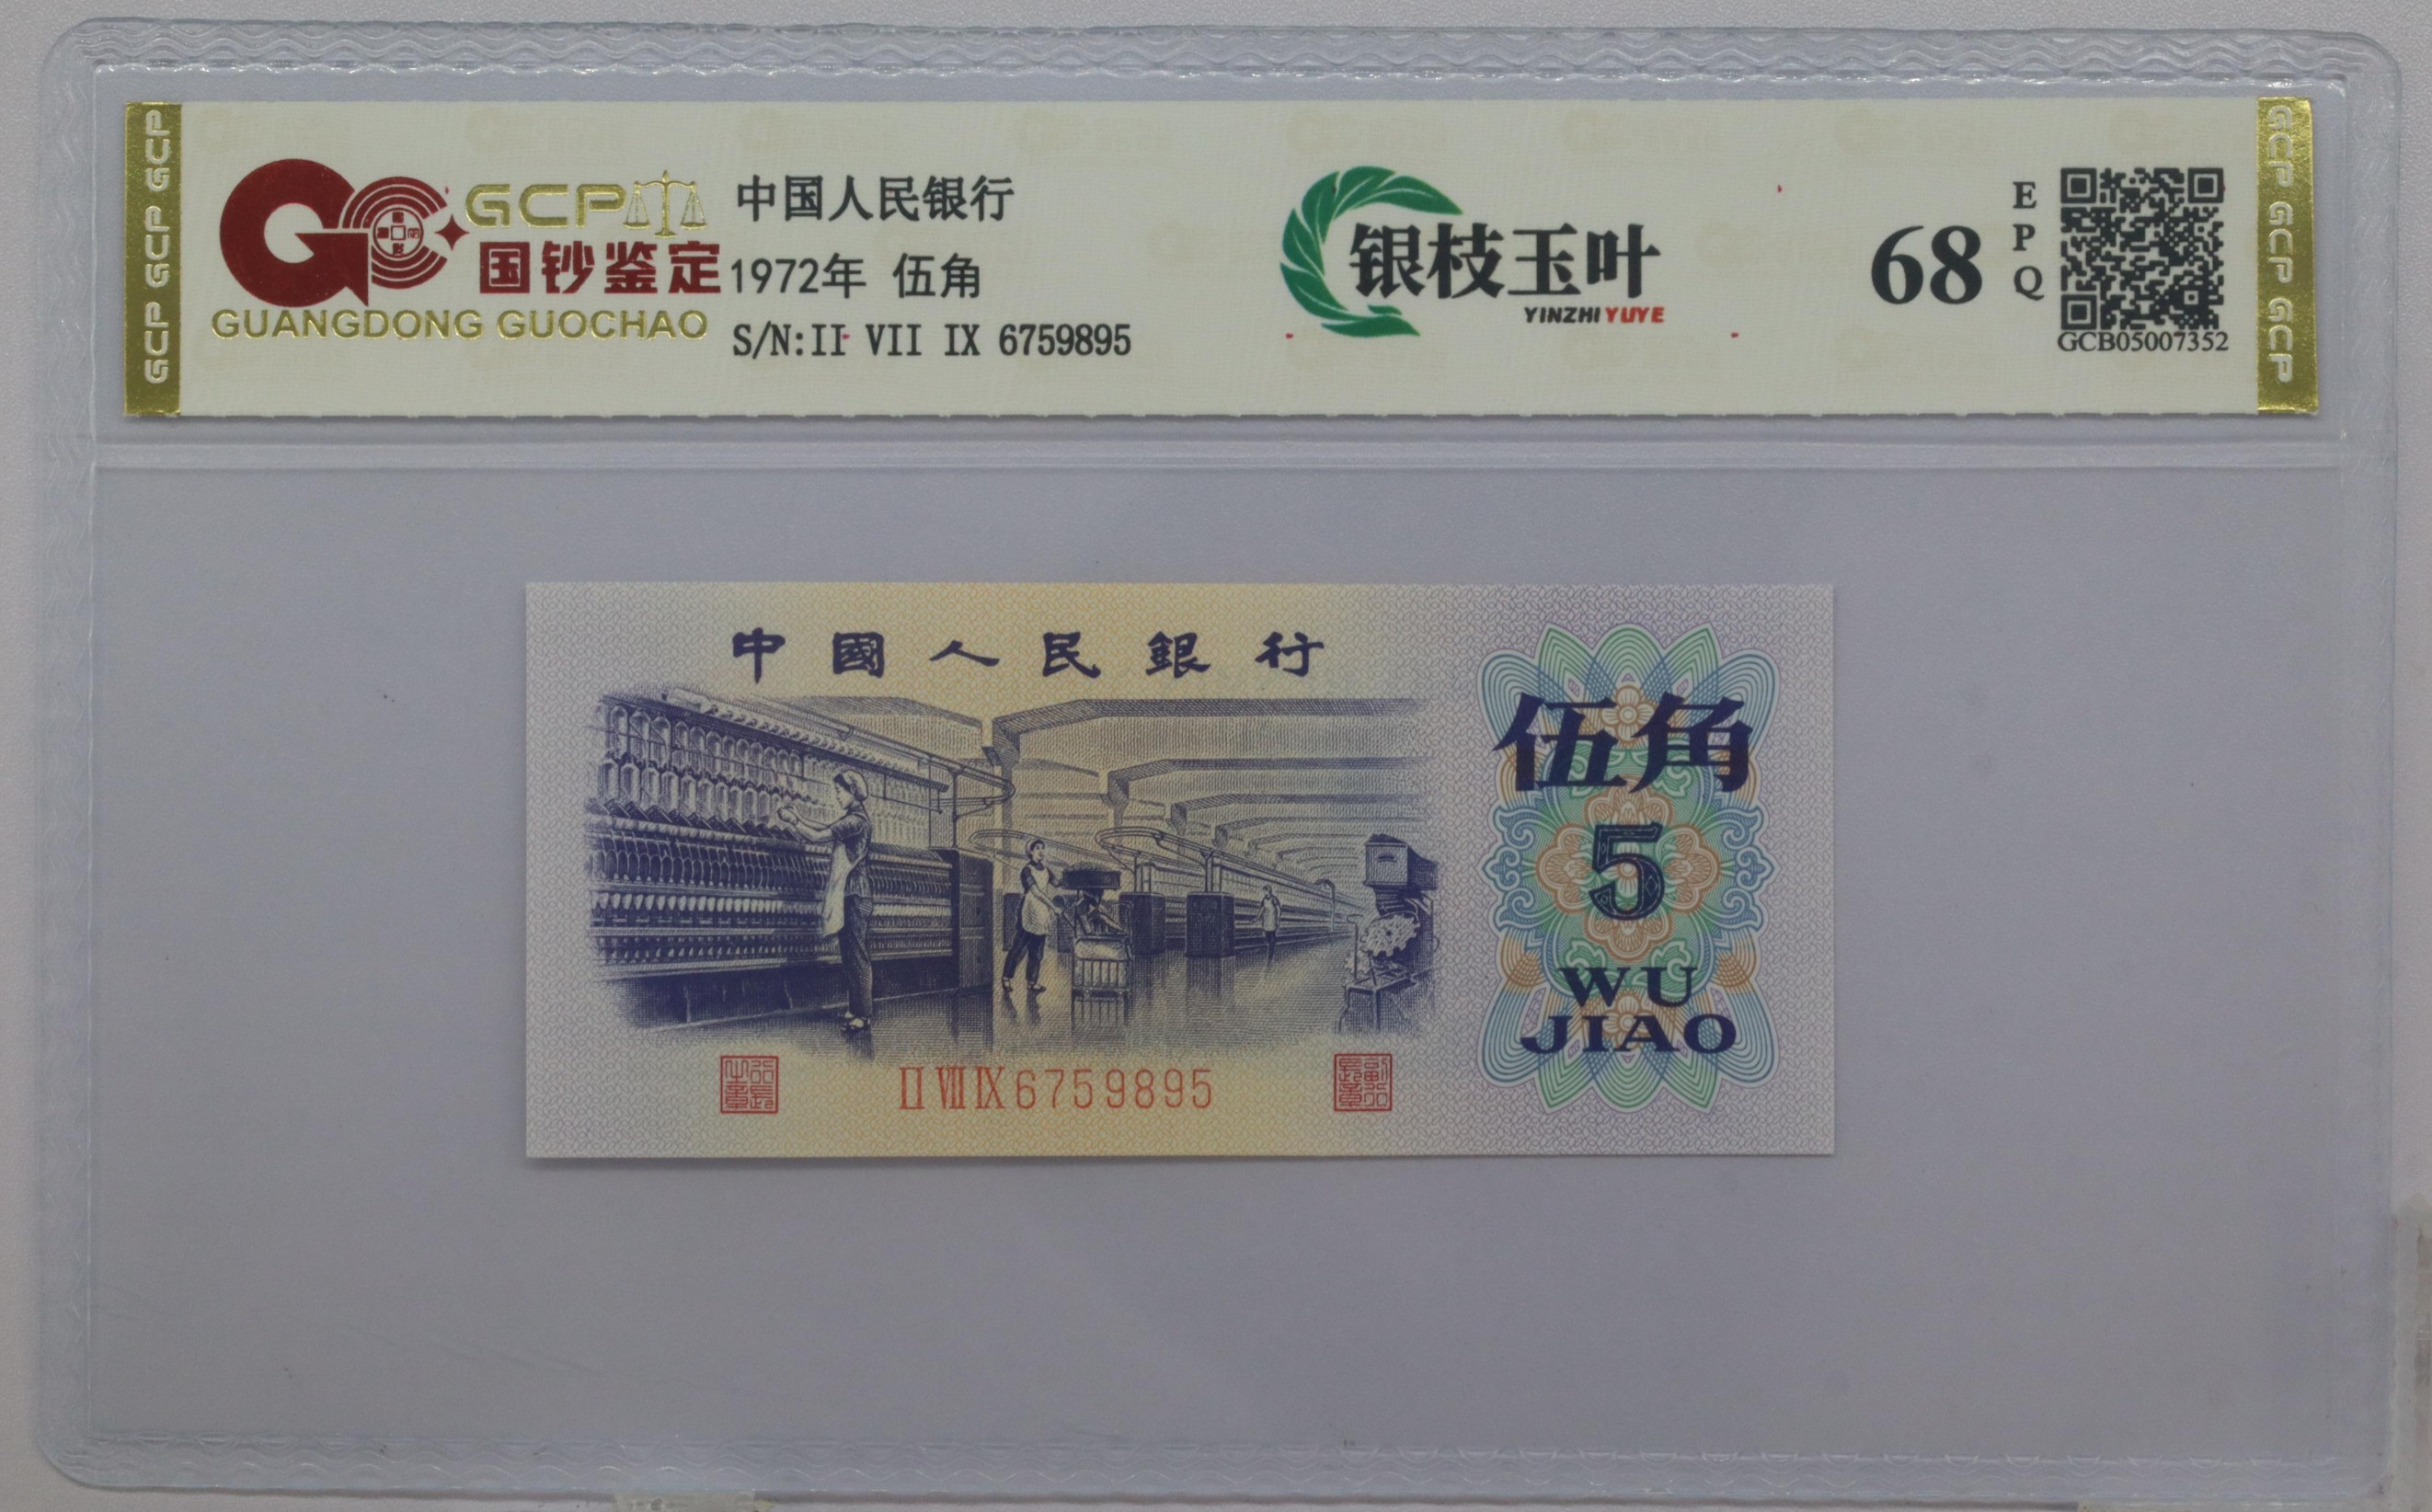 GCP GCP GCP
GCP
国钞鉴定
GUANGDONG GUOCHAO
中国人民银行
1972年 伍角
S/N:II VII IX 6759895
银枝玉叶
YINZHI YUYE
68
EPQ
GCB05007352
GCP GCP GCP
中國人民銀行
伍角
5
WU
JIAO
II VII IX 6759895